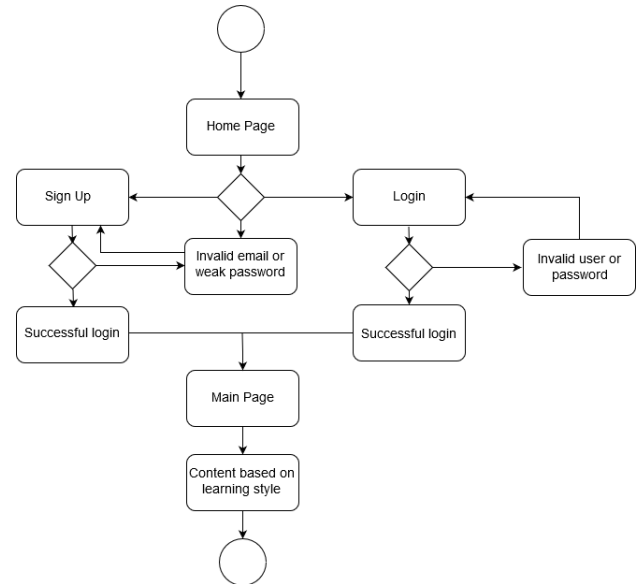 Home Page
Sign Up
Login
Invalid email or
weak password
Invalid user or
password
Successful login
Successful login
Main Page
Content based on
learning style